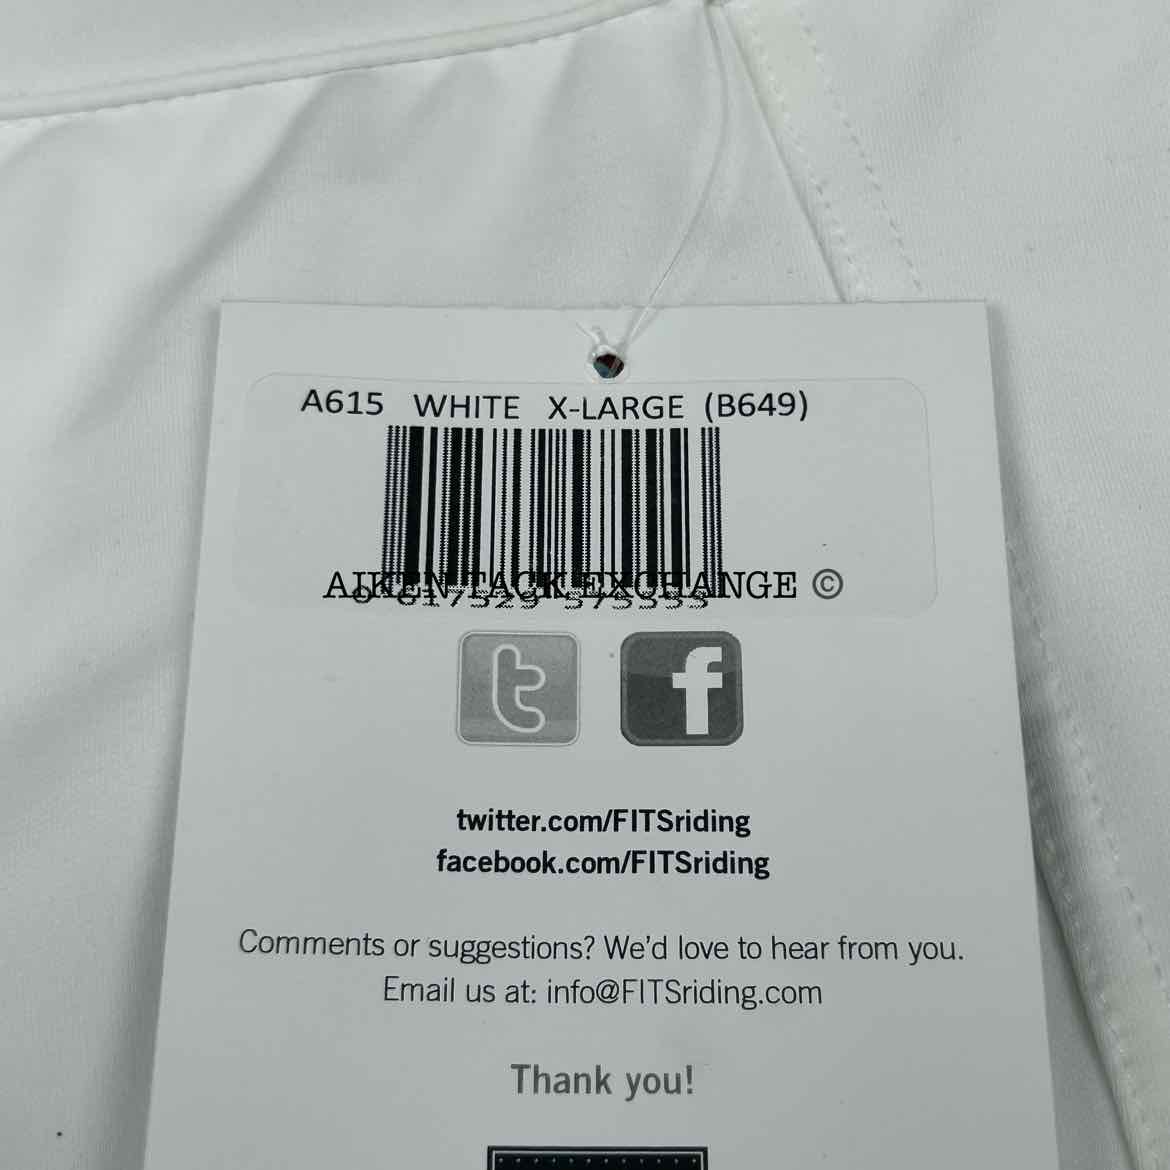 A615 WHITE X-LARGE (B649)
AIKEN TACK EXCHANGE ©
t f
twitter.com/FITSriding
facebook.com/FITSriding
Comments or suggestions? We'd love to hear from you.
Email us at: info@FITSriding.com
Thank you!